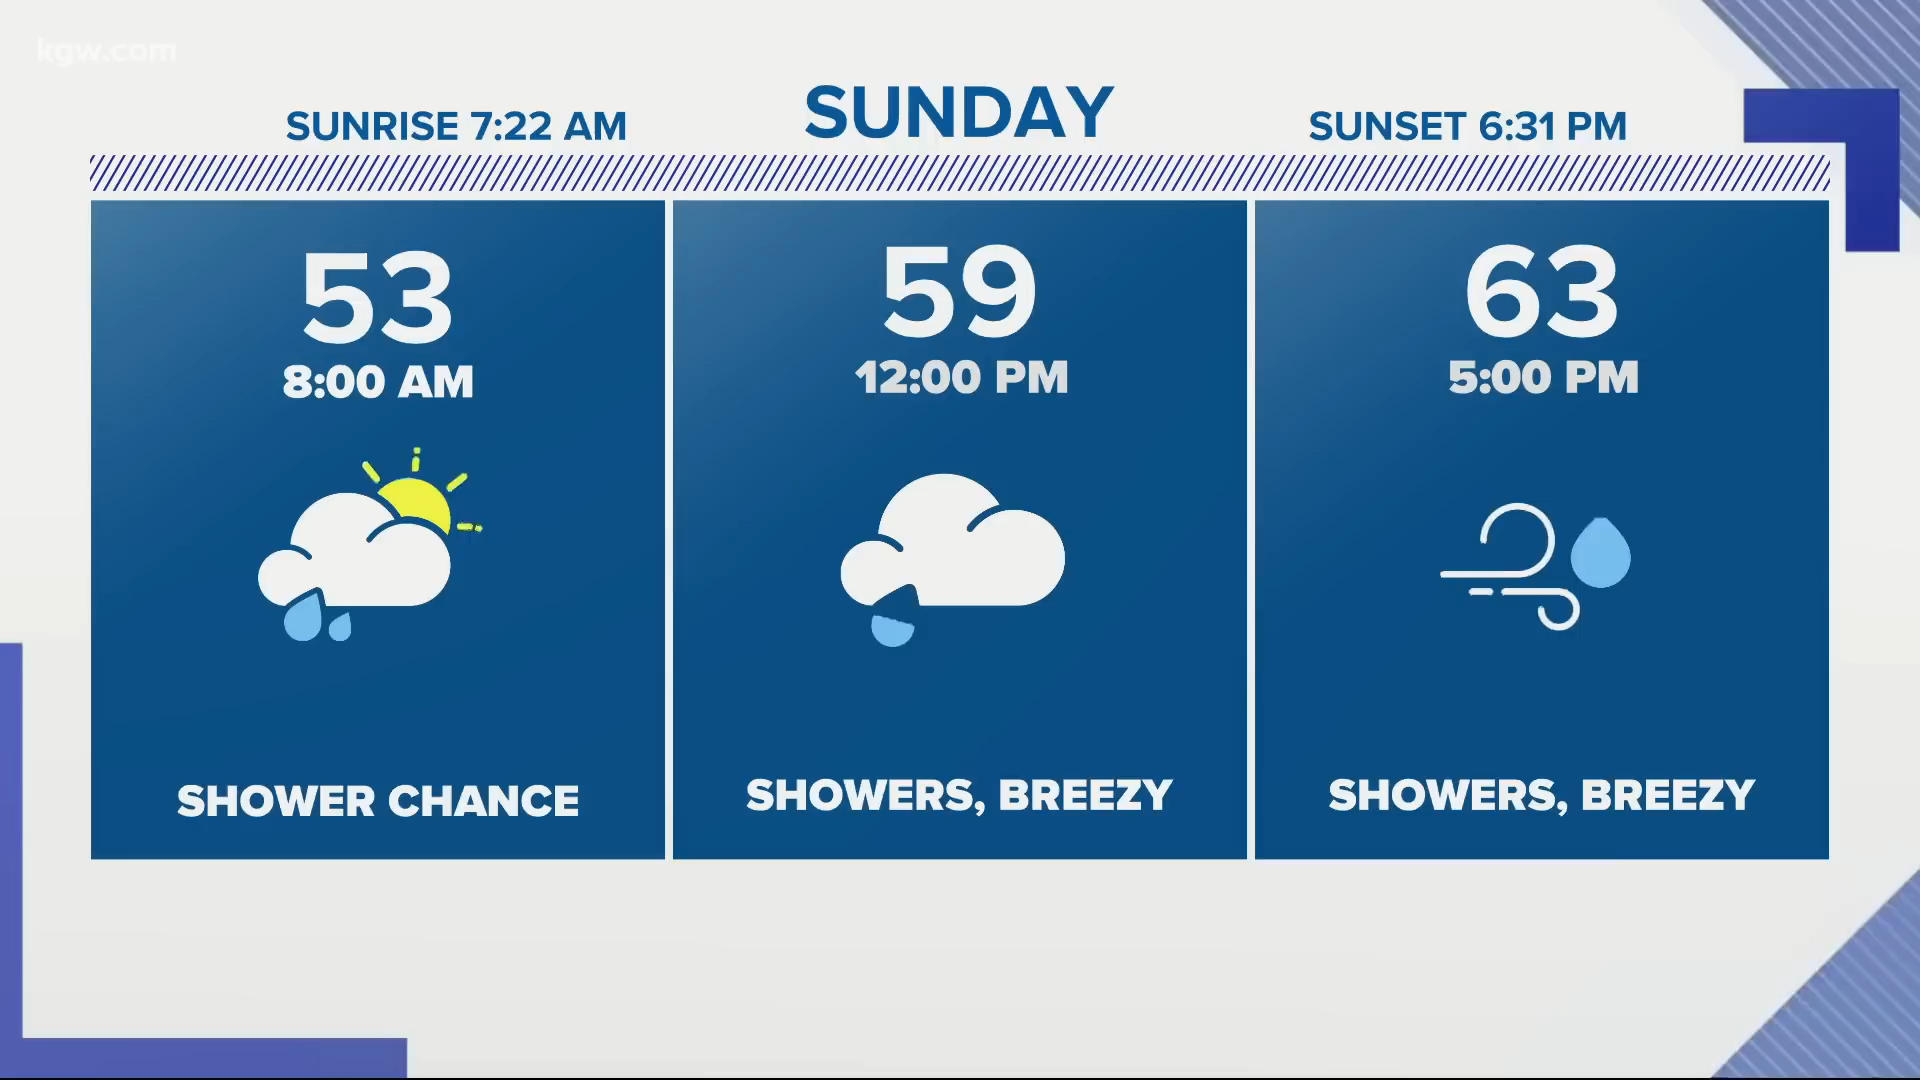 kgw.com
SUNRISE 7:22 AM
SUNDAY
SUNSET 6:31 PM
53
8:00 AM
SHOWER CHANCE
59
12:00 PM
SHOWERS, BREEZY
63
5:00 PM
SHOWERS, BREEZY